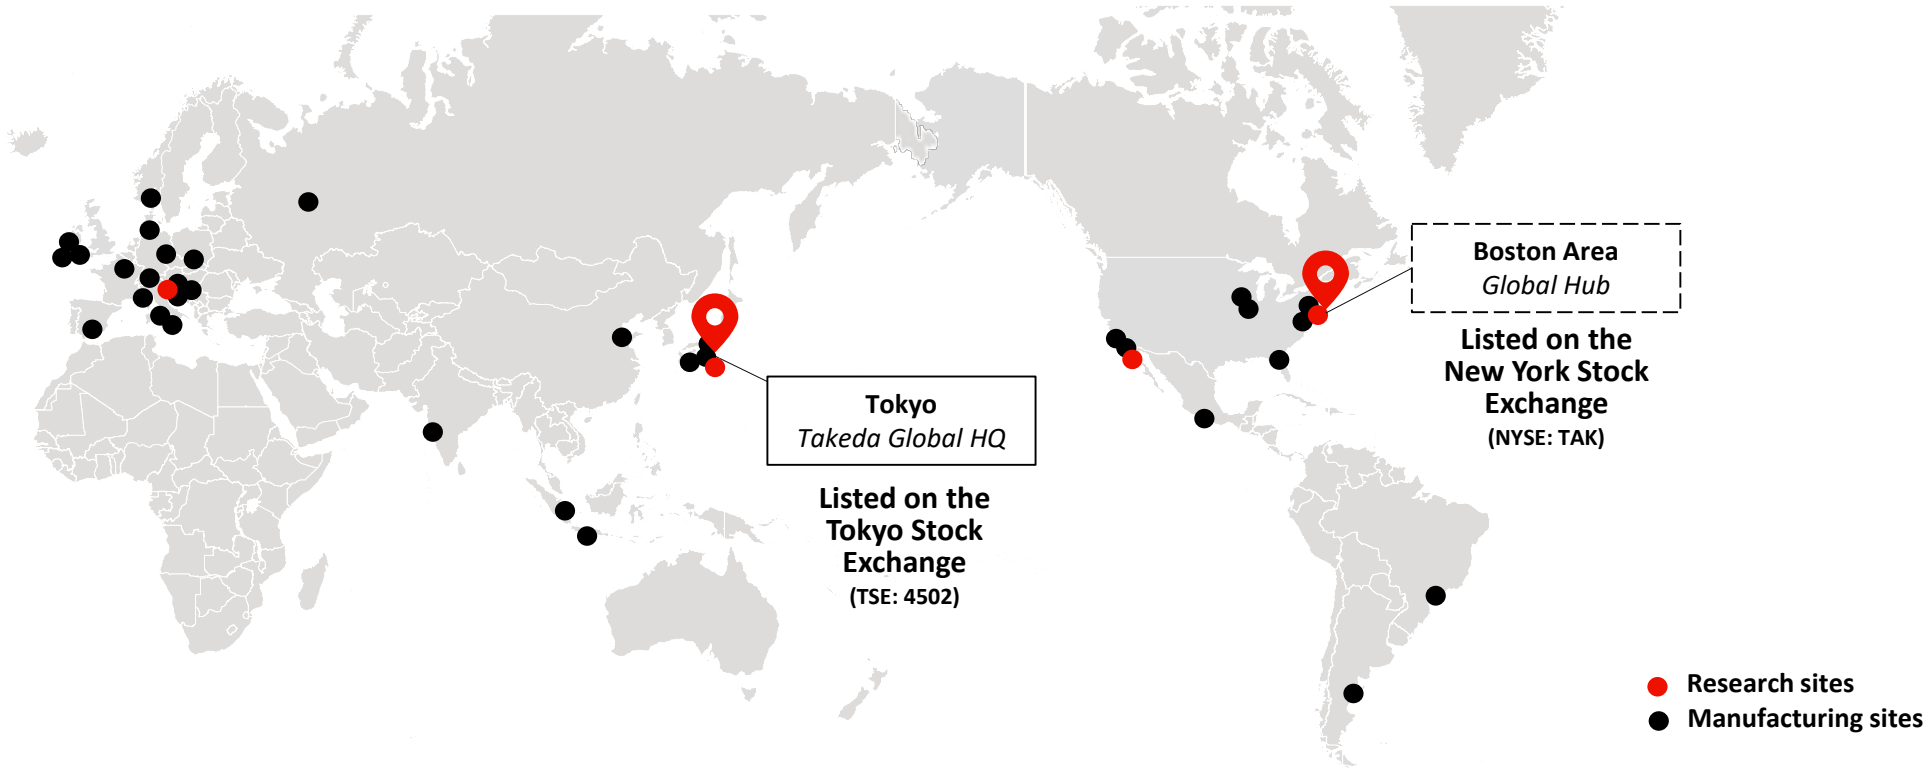 Boston Area
Global Hub
Listed on the
New York Stock
Exchange
(NYSE: TAK)
Tokyo
Takeda Global HQ
Listed on the
Tokyo Stock
Exchange
(TSE: 4502)
Research sites
Manufacturing sites